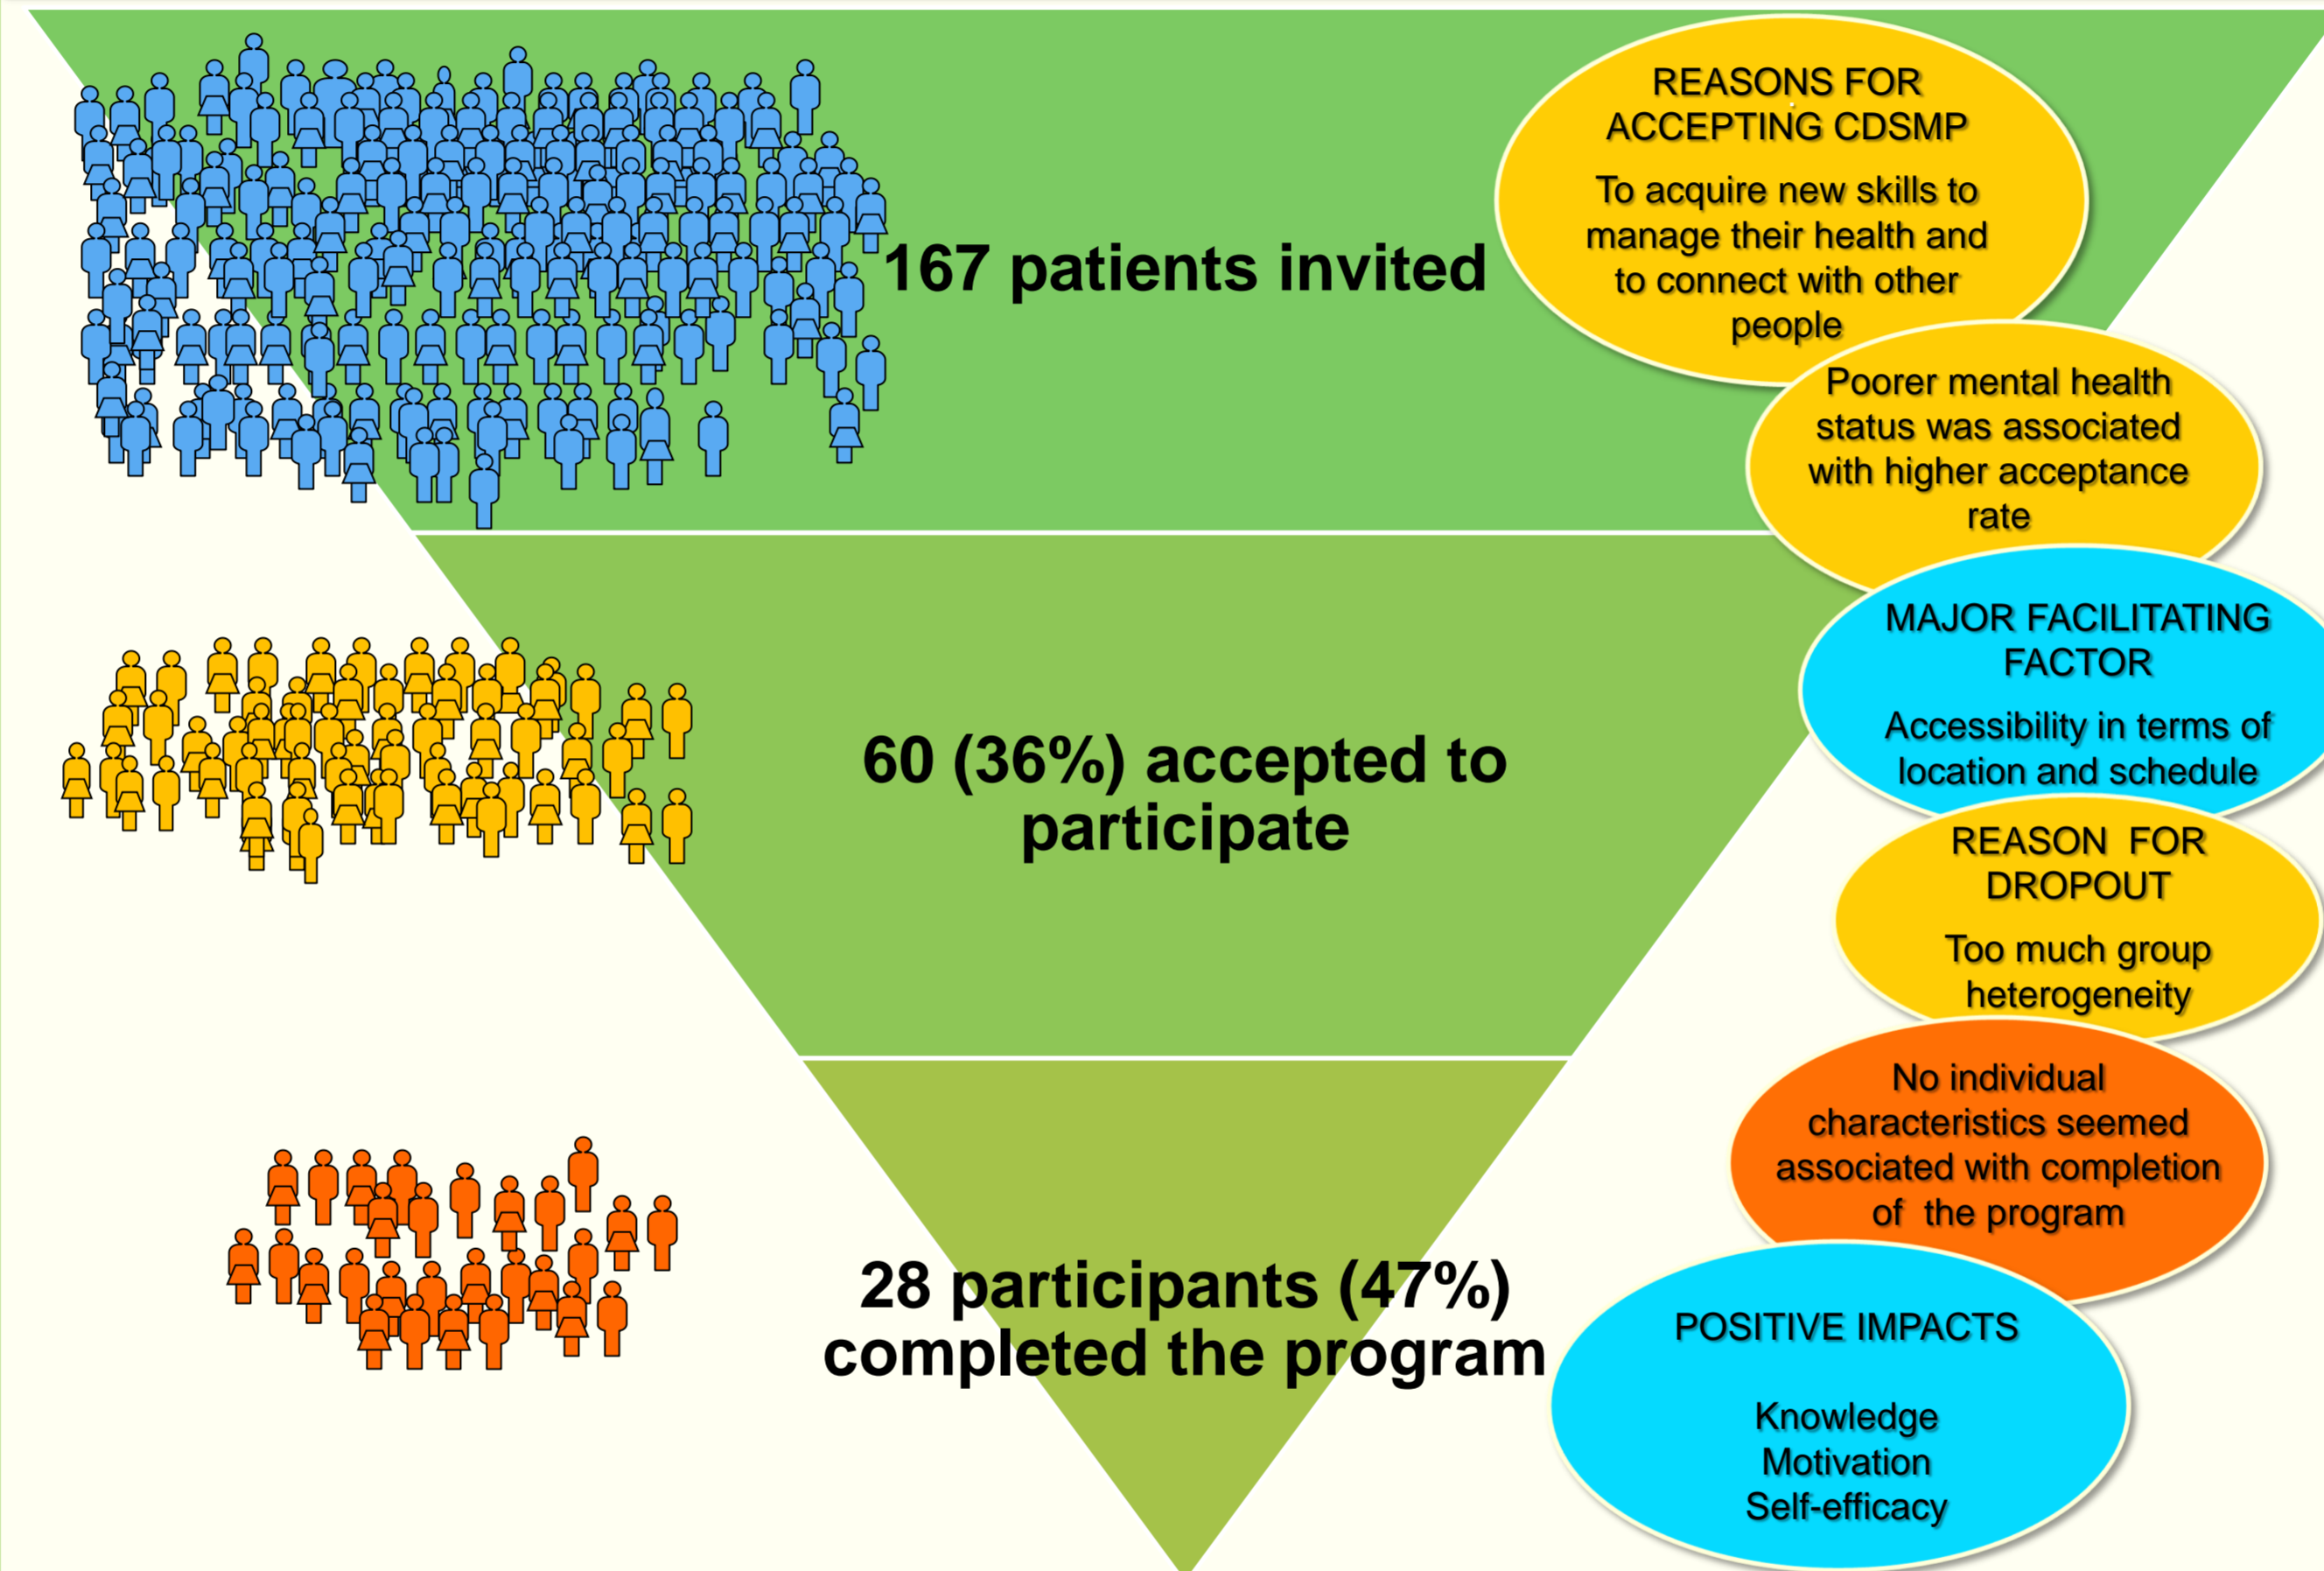 167 patients invited
60 (36%) accepted to
participate
28 participants (47%)
completed the program
REASONS FOR
ACCEPTING CDSMP
To acquire new skills to
manage their health and
to connect with other
people
Poorer mental health
status was associated
with higher acceptance
rate
MAJOR FACILITATING
FACTOR
Accessibility in terms of
location and schedule
REASON FOR
DROPOUT
Too much group
heterogeneity
No individual
characteristics seemed
associated with completion
of the program
POSITIVE IMPACTS
Knowledge
Motivation
Self-efficacy